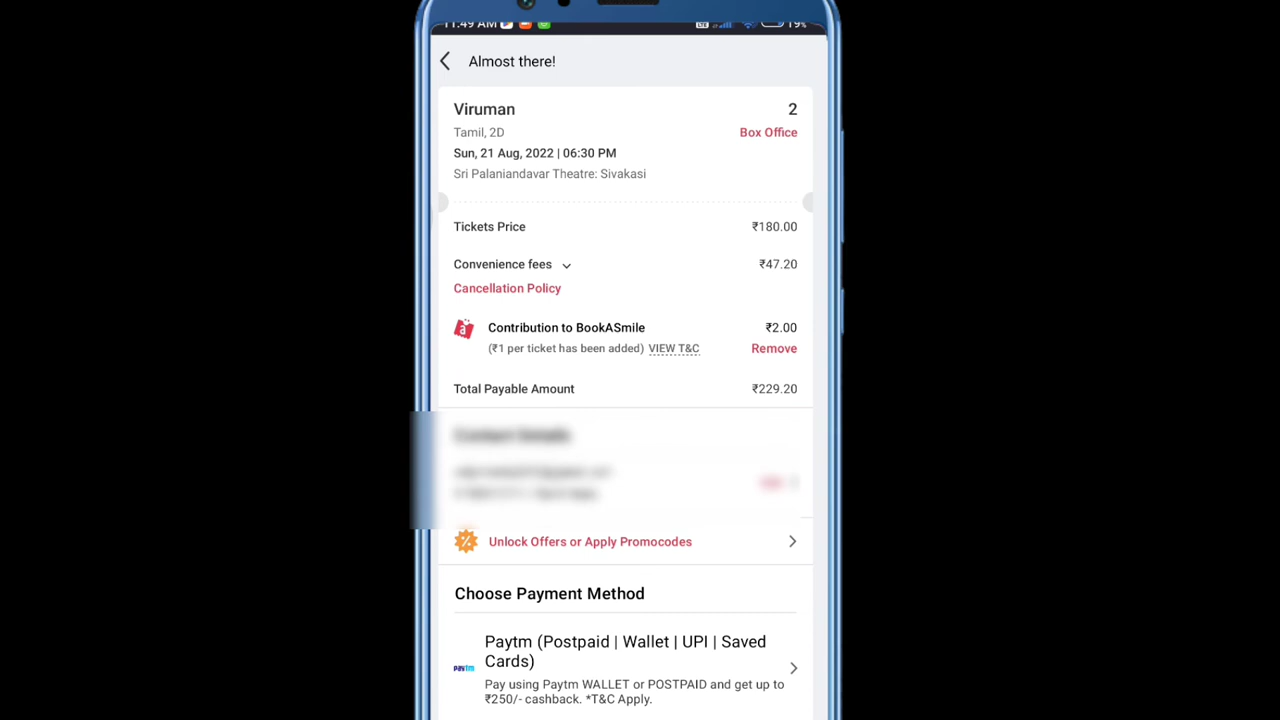 11:49 AM 19%
Almost there!
Viruman 2
Tamil, 2D Box Office
Sun, 21 Aug, 2022 | 06:30 PM
Sri Palaniandavar Theatre: Sivakasi
Tickets Price ₹180.00
Convenience fees ₹47.20
Cancellation Policy
Contribution to BookASmile ₹2.00
(₹1 per ticket has been added) VIEW T&C Remove
Total Payable Amount ₹229.20
Contact Details
Unlock Offers or Apply Promocodes
Choose Payment Method
Paytm (Postpaid | Wallet | UPI | Saved
Cards)
paytm
Pay using Paytm WALLET or POSTPAID and get up to
₹250/- cashback. *T&C Apply.